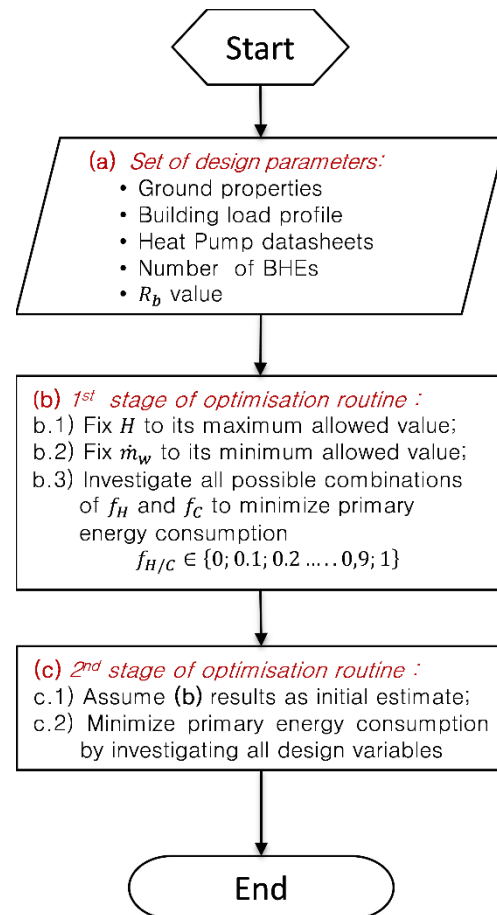 Start
(a) Set of design parameters:
• Ground properties
• Building load profile
• Heat Pump datasheets
• Number of BHEs
• R_b value
(b) 1st stage of optimisation routine :
b.1) Fix H to its maximum allowed value;
b.2) Fix ṁ_w to its minimum allowed value;
b.3) Investigate all possible combinations
of f_H and f_C to minimize primary
energy consumption
f_H/C ∈ {0; 0.1; 0.2 ..... 0,9; 1}
(c) 2nd stage of optimisation routine :
c.1) Assume (b) results as initial estimate;
c.2) Minimize primary energy consumption
by investigating all design variables
End